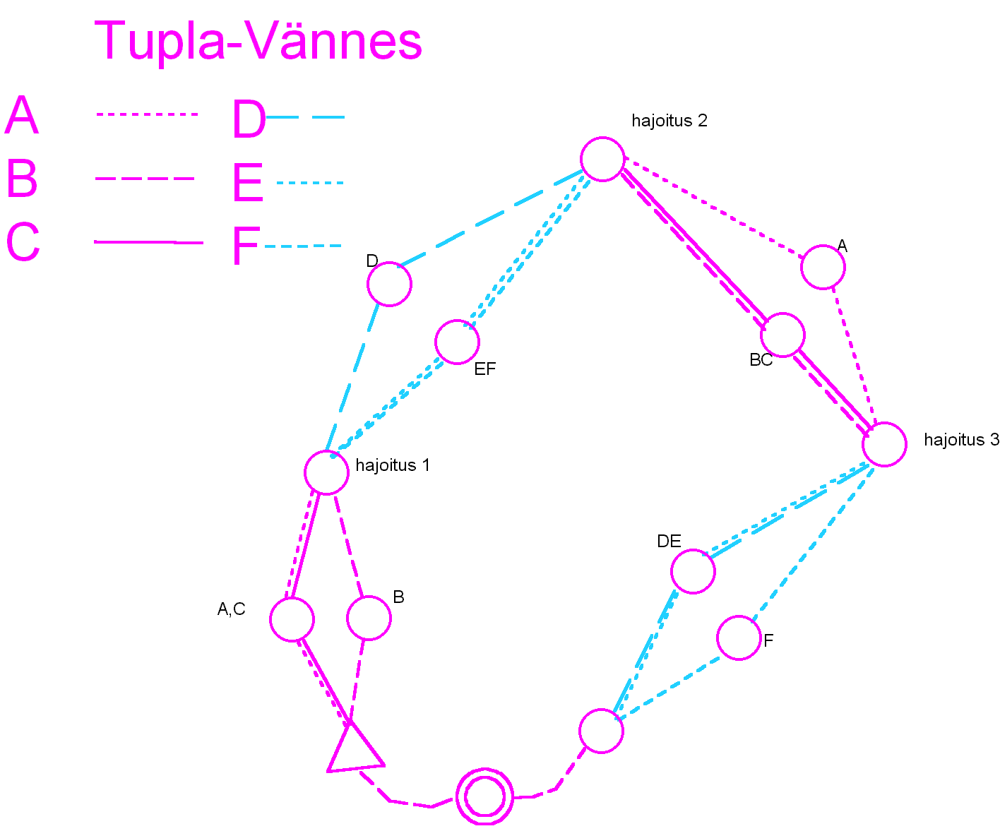 Tupla-Vännes
A
D
B
E
C
F
hajoitus 2
A
D
BC
EF
hajoitus 3
hajoitus 1
DE
A,C
B
F